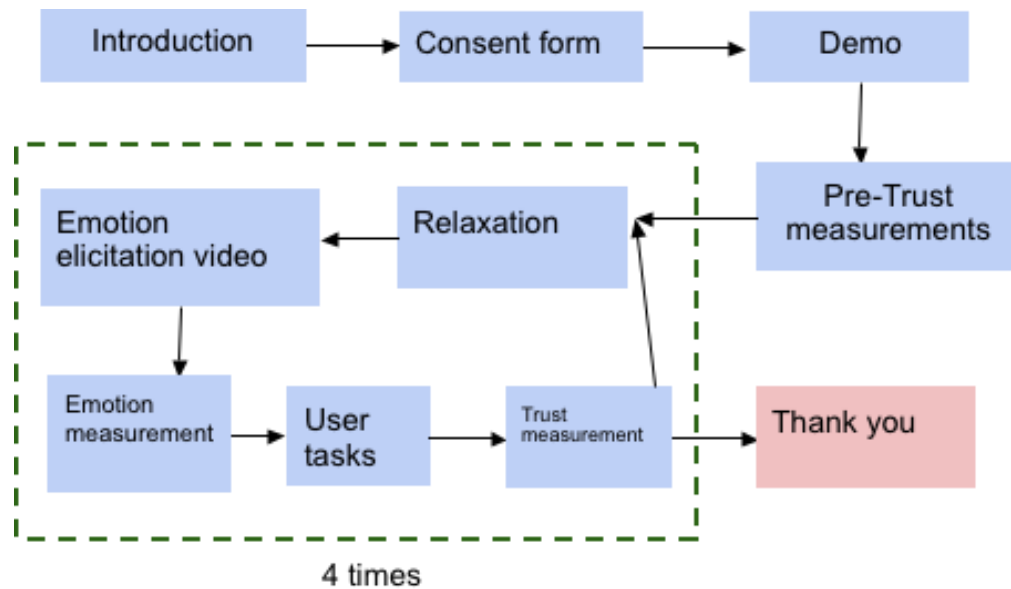 Introduction
Consent form
Demo
Pre-Trust
measurements
Relaxation
Emotion
elicitation video
Emotion
measurement
User
tasks
Trust
measurement
Thank you
4 times